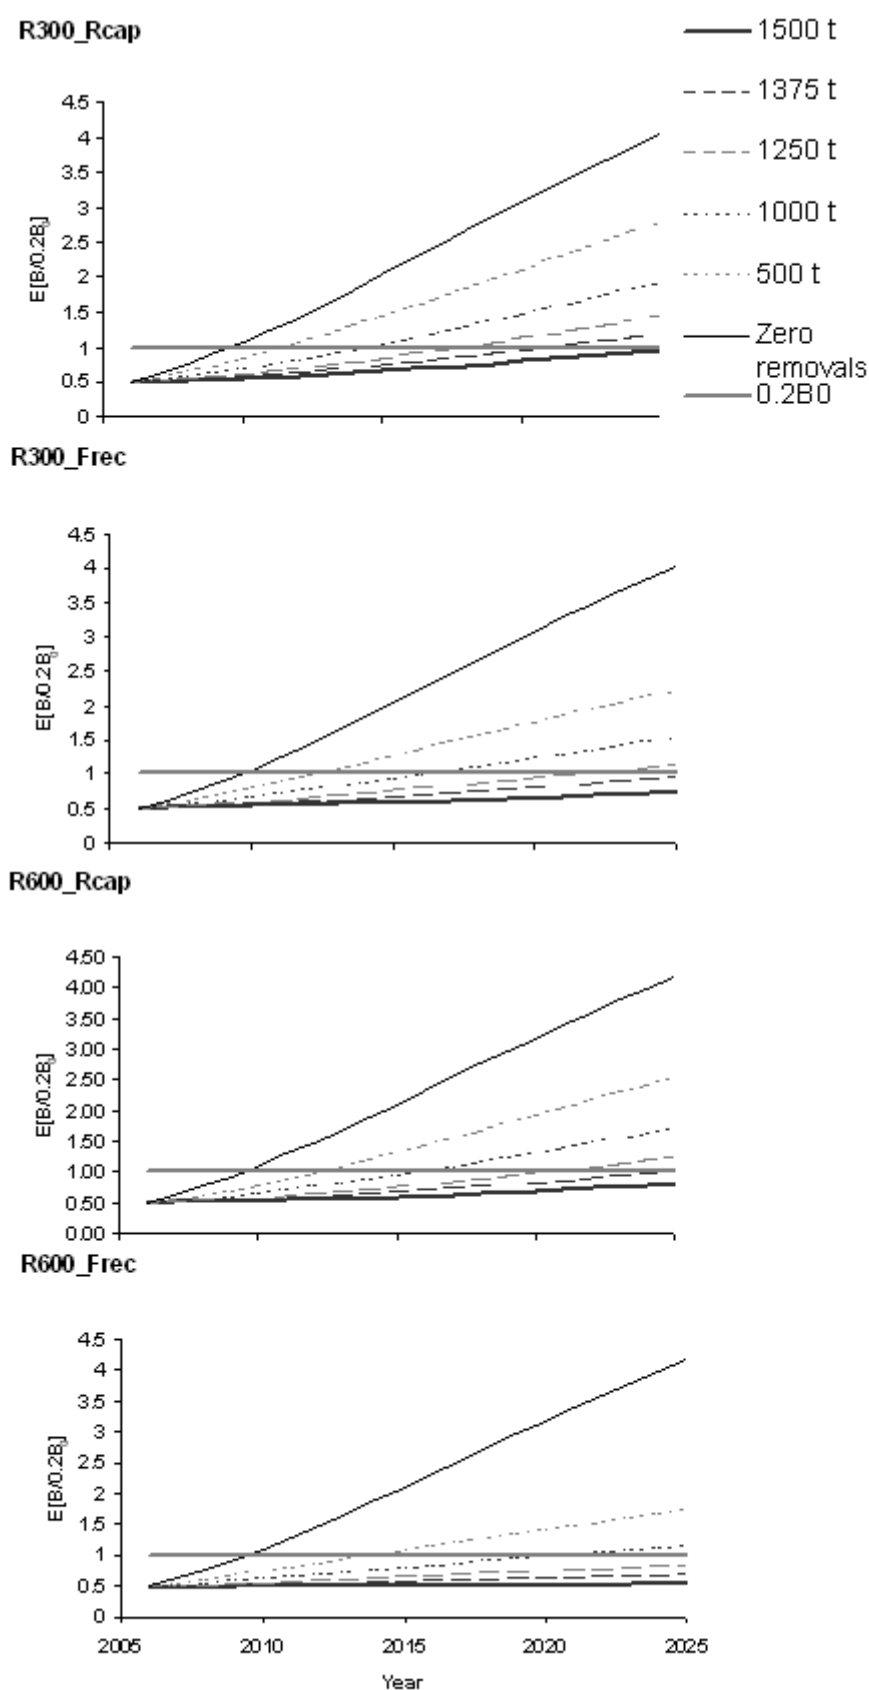 R300_Rcap
1500 t
1375 t
1250 t
1000 t
500 t
Zero
removals
0.2B0
4.5
4
3.5
3
2.5
2
1.5
1
0.5
0
E[B/0.2B0]
R300_Frec
4.5
4
3.5
3
2.5
2
1.5
1
0.5
0
E[B/0.2B0]
R600_Rcap
4.50
4.00
3.50
3.00
2.50
2.00
1.50
1.00
0.50
0.00
E[B/0.2B0]
R600_Frec
4.5
4
3.5
3
2.5
2
1.5
1
0.5
0
E[B/0.2B0]
2005 2010 2015 2020 2025
Year